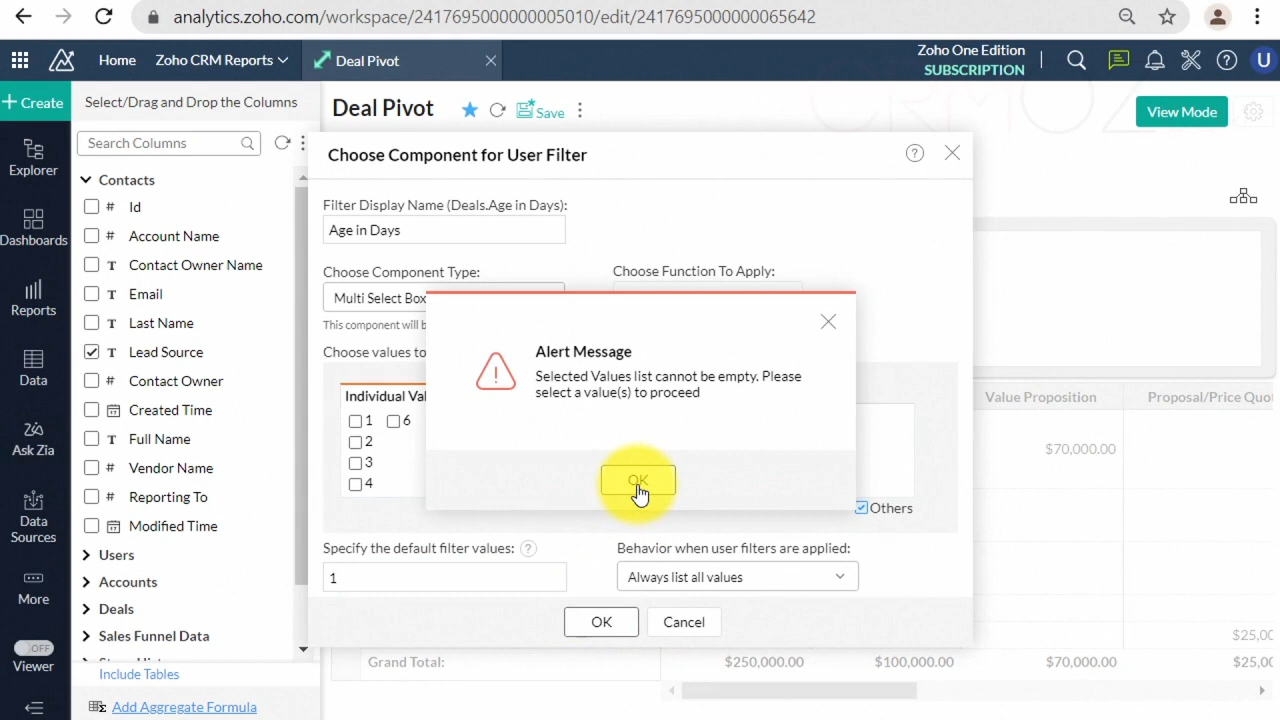 analytics.zoho.com/workspace/2417695000000005010/edit/2417695000000065642
Home
Zoho CRM Reports
Deal Pivot
Zoho One Edition
SUBSCRIPTION
U
+ Create
Select/Drag and Drop the Columns
Deal Pivot
Save
View Mode
Search Columns
Explorer
Dashboards
Reports
Data
Ask Zia
Data
Sources
More
OFF
Viewer
Contacts
# Id
# Account Name
T Contact Owner Name
T Email
T Last Name
T Lead Source
# Contact Owner
Created Time
T Full Name
# Vendor Name
# Reporting To
Modified Time
Users
Accounts
Deals
Sales Funnel Data
Include Tables
Add Aggregate Formula
Choose Component for User Filter
?
Filter Display Name (Deals.Age in Days):
Age in Days
Choose Component Type:
Choose Function To Apply:
Multi Select Box
This component will b
Choose values to
Individual Val
1
6
2
3
4
Others
Specify the default filter values: ?
Behavior when user filters are applied:
1
Always list all values
OK
Cancel
Alert Message
Selected Values list cannot be empty. Please
select a value(s) to proceed
OK
Value Proposition
Proposal/Price Quot
$70,000.00
$25,00
Grand Total:
$250,000.00
$100,000.00
$70,000.00
$25,00